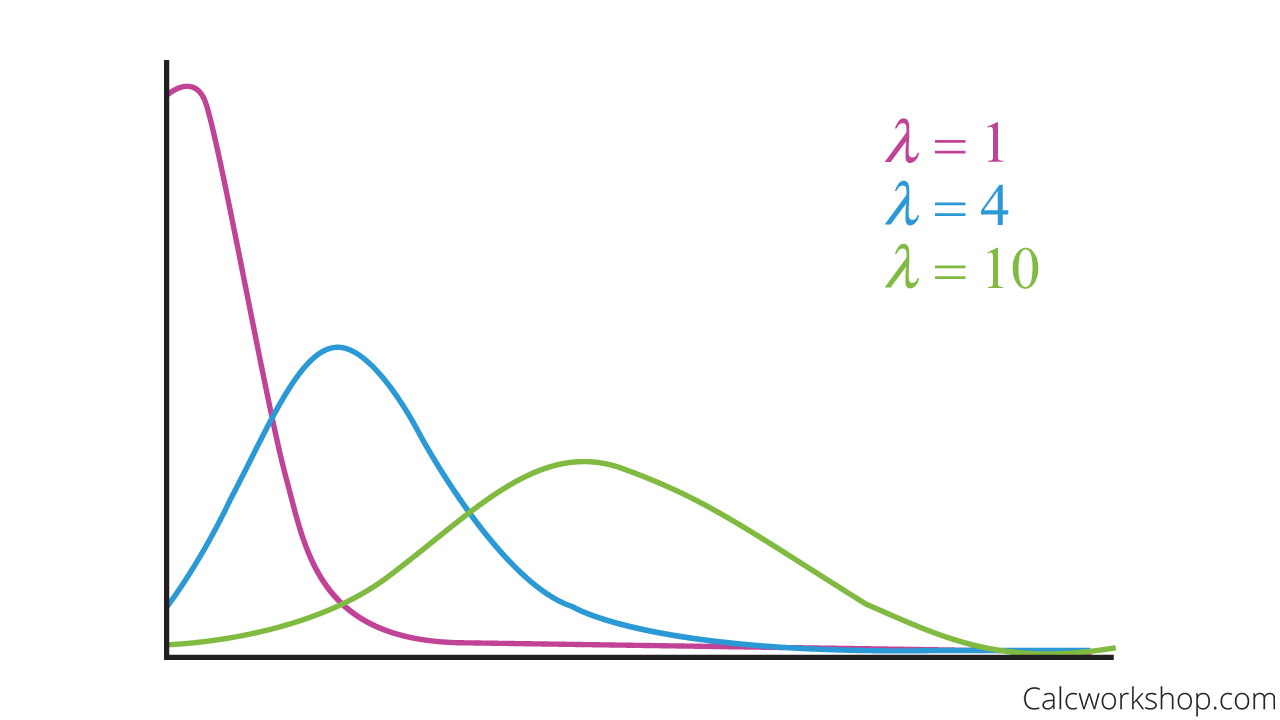 λ = 1
λ = 4
λ = 10
Calcworkshop.com